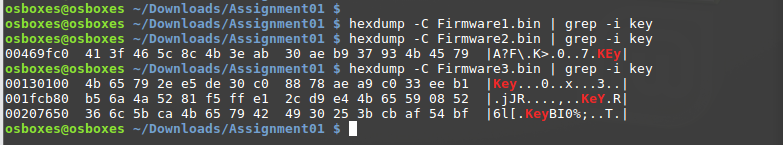 osboxes@osboxes ~/Downloads/Assignment01 $
osboxes@osboxes ~/Downloads/Assignment01 $ hexdump -C Firmware1.bin | grep -i key
osboxes@osboxes ~/Downloads/Assignment01 $ hexdump -C Firmware2.bin | grep -i key
00469fc0  41 3f 46 5c 8c 4b 3e ab  30 ae b9 37 93 4b 45 79  |A?F\.K>.0..7.KEy|
osboxes@osboxes ~/Downloads/Assignment01 $ hexdump -C Firmware3.bin | grep -i key
00130100  4b 65 79 2e e5 de 30 c0  88 78 ae a9 c0 33 ee b1  |Key...0..x...3..|
001fcb80  b5 6a 4a 52 81 f5 ff e1  2c d9 e4 4b 65 59 08 52  |.jJR....,..KeY.R|
00207650  36 6c 5b ca 4b 65 79 42  49 30 25 3b cb af 54 bf  |6l[.KeyBI0%;..T.|
osboxes@osboxes ~/Downloads/Assignment01 $